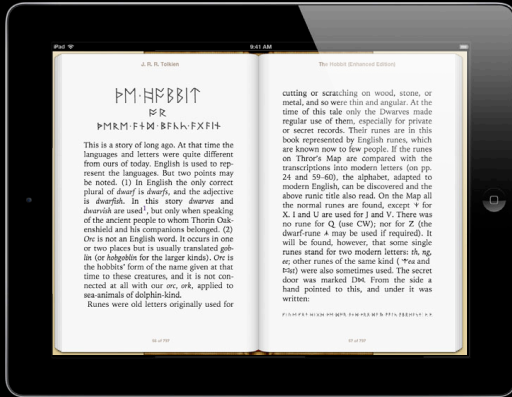 iPad
9:41 AM
J. R. R. Tolkien
ᚦᛖ·ᚻᚩᛒᛒᛁᛏ
ᚩᚱ
ᚦᛖᚱᛖ·ᚫᚾᛞ·ᛒᚫᚳᚳ·ᚫᚷᚫᛁᚾ
This is a story of long ago. At that time the
languages and letters were quite different
from ours of today. English is used to rep-
resent the languages. But two points may
be noted. (1) In English the only correct
plural of dwarf is dwarfs, and the adjective
is dwarfish. In this story dwarves and
dwarvish are used¹, but only when speaking
of the ancient people to whom Thorin Oak-
enshield and his companions belonged. (2)
Orc is not an English word. It occurs in one
or two places but is usually translated gob-
lin (or hobgoblin for the larger kinds). Orc is
the hobbits' form of the name given at that
time to these creatures, and it is not con-
nected at all with our orc, ork, applied to
sea-animals of dolphin-kind.
Runes were old letters originally used for
The Hobbit (Enhanced Edition)
cutting or scratching on wood, stone, or
metal, and so were thin and angular. At the
time of this tale only the Dwarves made
regular use of them, especially for private
or secret records. Their runes are in this
book represented by English runes, which
are known now to few people. If the runes
on Thror's Map are compared with the
transcriptions into modern letters (on pp.
24 and 59–60), the alphabet, adapted to
modern English, can be discovered and the
above runic title also read. On the Map all
the normal runes are found, except ᛉ for
X. I and U are used for J and V. There was
no rune for Q (use CW); nor for Z (the
dwarf-rune ᛣ may be used if required). It
will be found, however, that some single
runes stand for two modern letters: th, ng,
ee; other runes of the same kind (ᛠ ea and
ᛥ st) were also sometimes used. The secret
door was marked ᛞ. From the side a
hand pointed to this, and under it was
written: